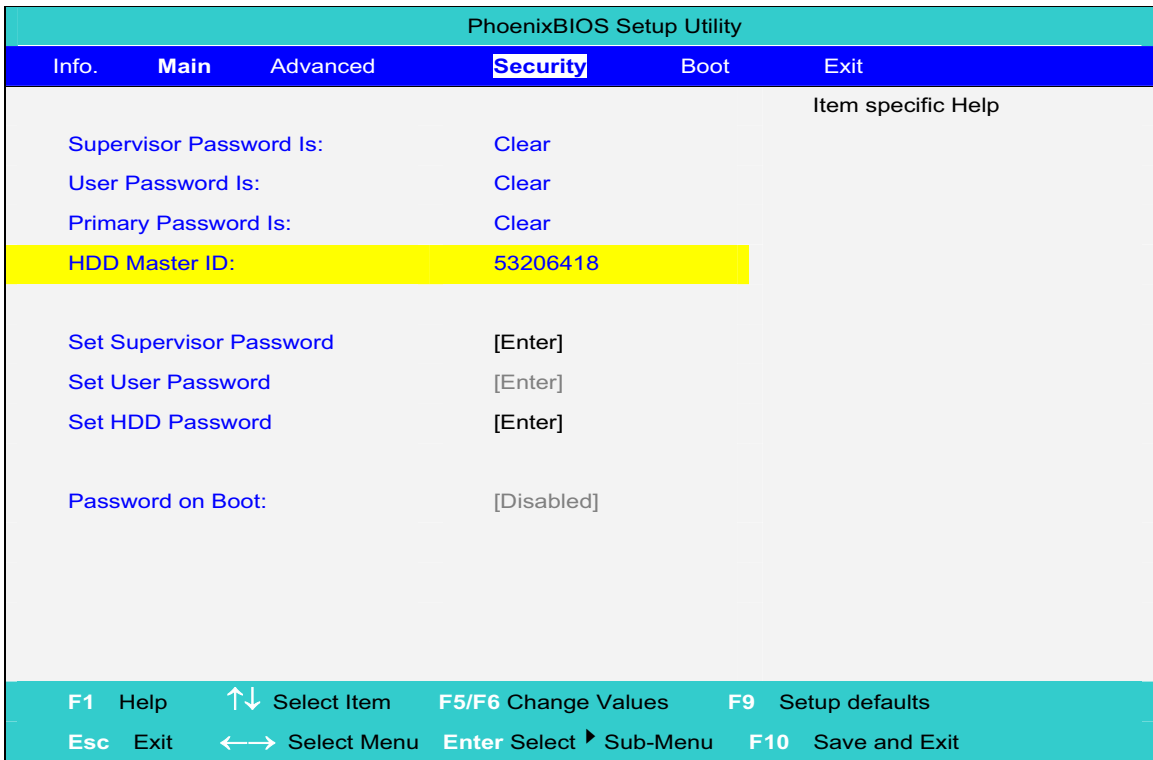 PhoenixBIOS Setup Utility
Info. Main Advanced Security Boot Exit
Item specific Help
Supervisor Password Is: Clear
User Password Is: Clear
Primary Password Is: Clear
HDD Master ID: 53206418
Set Supervisor Password [Enter]
Set User Password [Enter]
Set HDD Password [Enter]
Password on Boot: [Disabled]
F1 Help ↑↓ Select Item F5/F6 Change Values F9 Setup defaults
Esc Exit ←→ Select Menu Enter Select ▶ Sub-Menu F10 Save and Exit